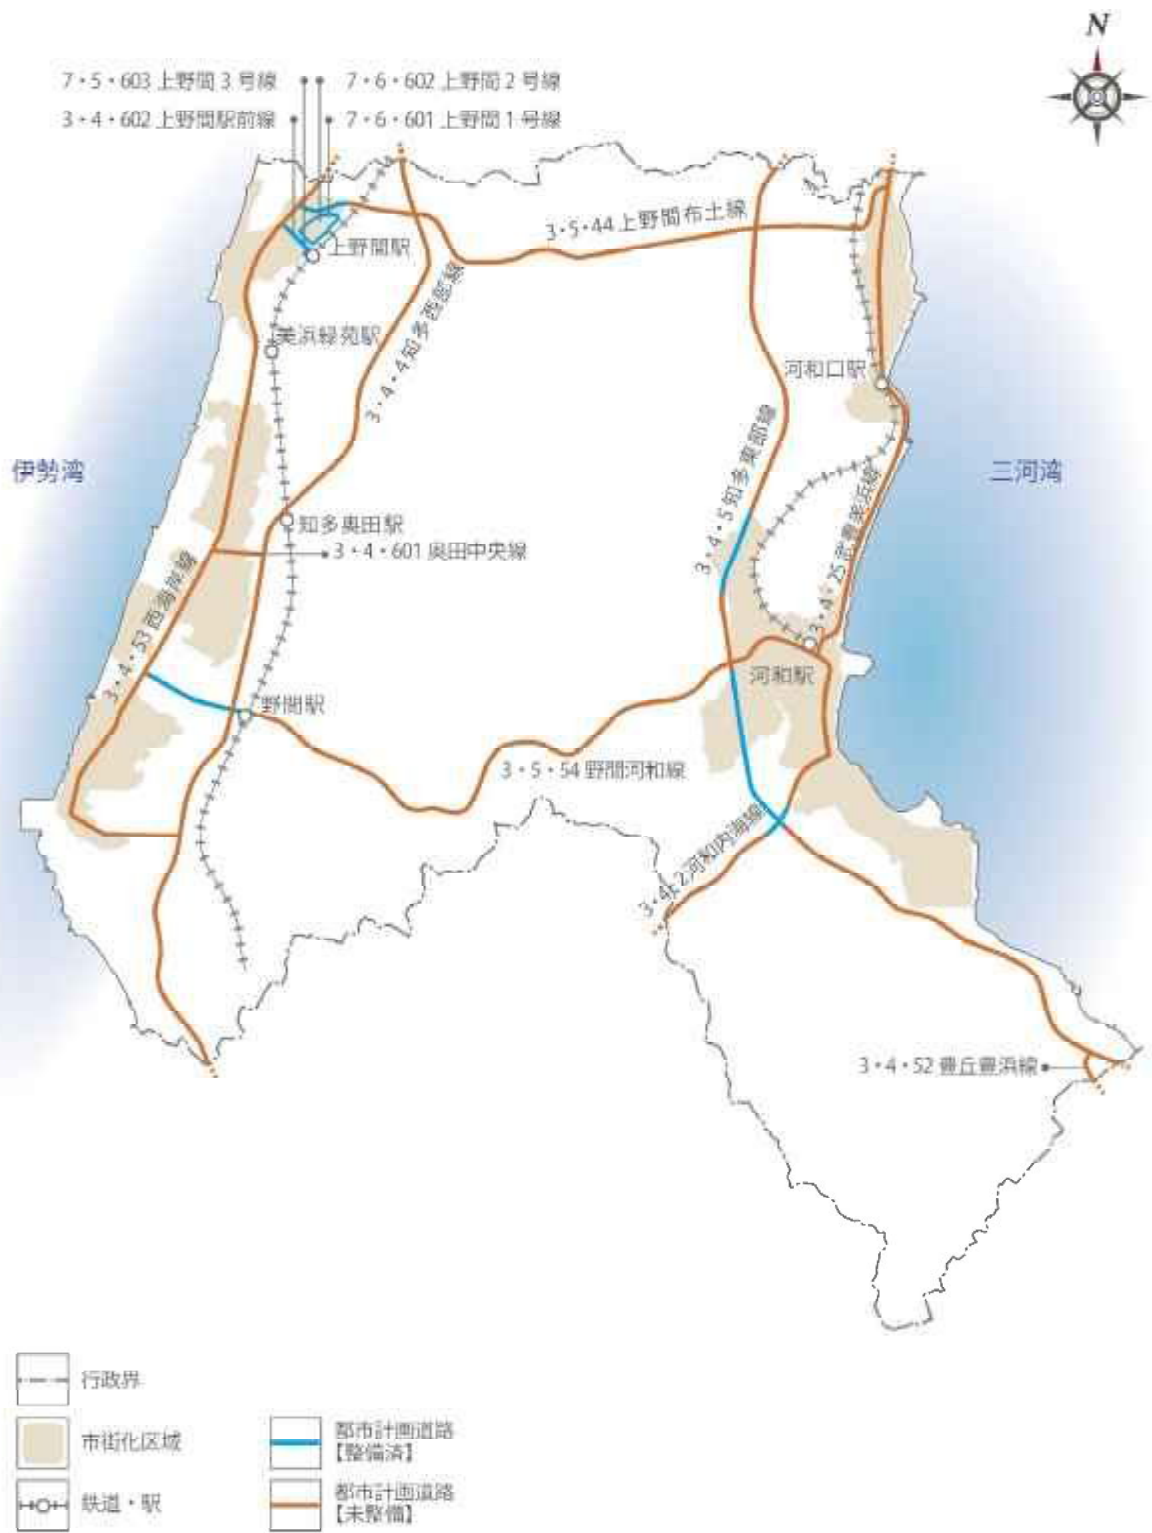 N
7・5・603 上野間 3 号線
7・6・602 上野間 2 号線
3・4・602 上野間駅前線
7・6・601 上野間 1 号線
3・5・44 上野間布土線
上野間駅
3・4・4 知多西部線
美浜緑苑駅
河和口駅
伊勢湾
三河湾
3・4・5 知多東部線
3・4・25 武豊美浜線
知多奥田駅
3・4・601 奥田中央線
3・4・53 西海岸線
河和駅
野間駅
3・5・54 野間河和線
3・4・2 河和内海線
3・4・52 豊丘豊浜線
行政界
市街化区域
鉄道・駅
都市計画道路
【整備済】
都市計画道路
【未整備】